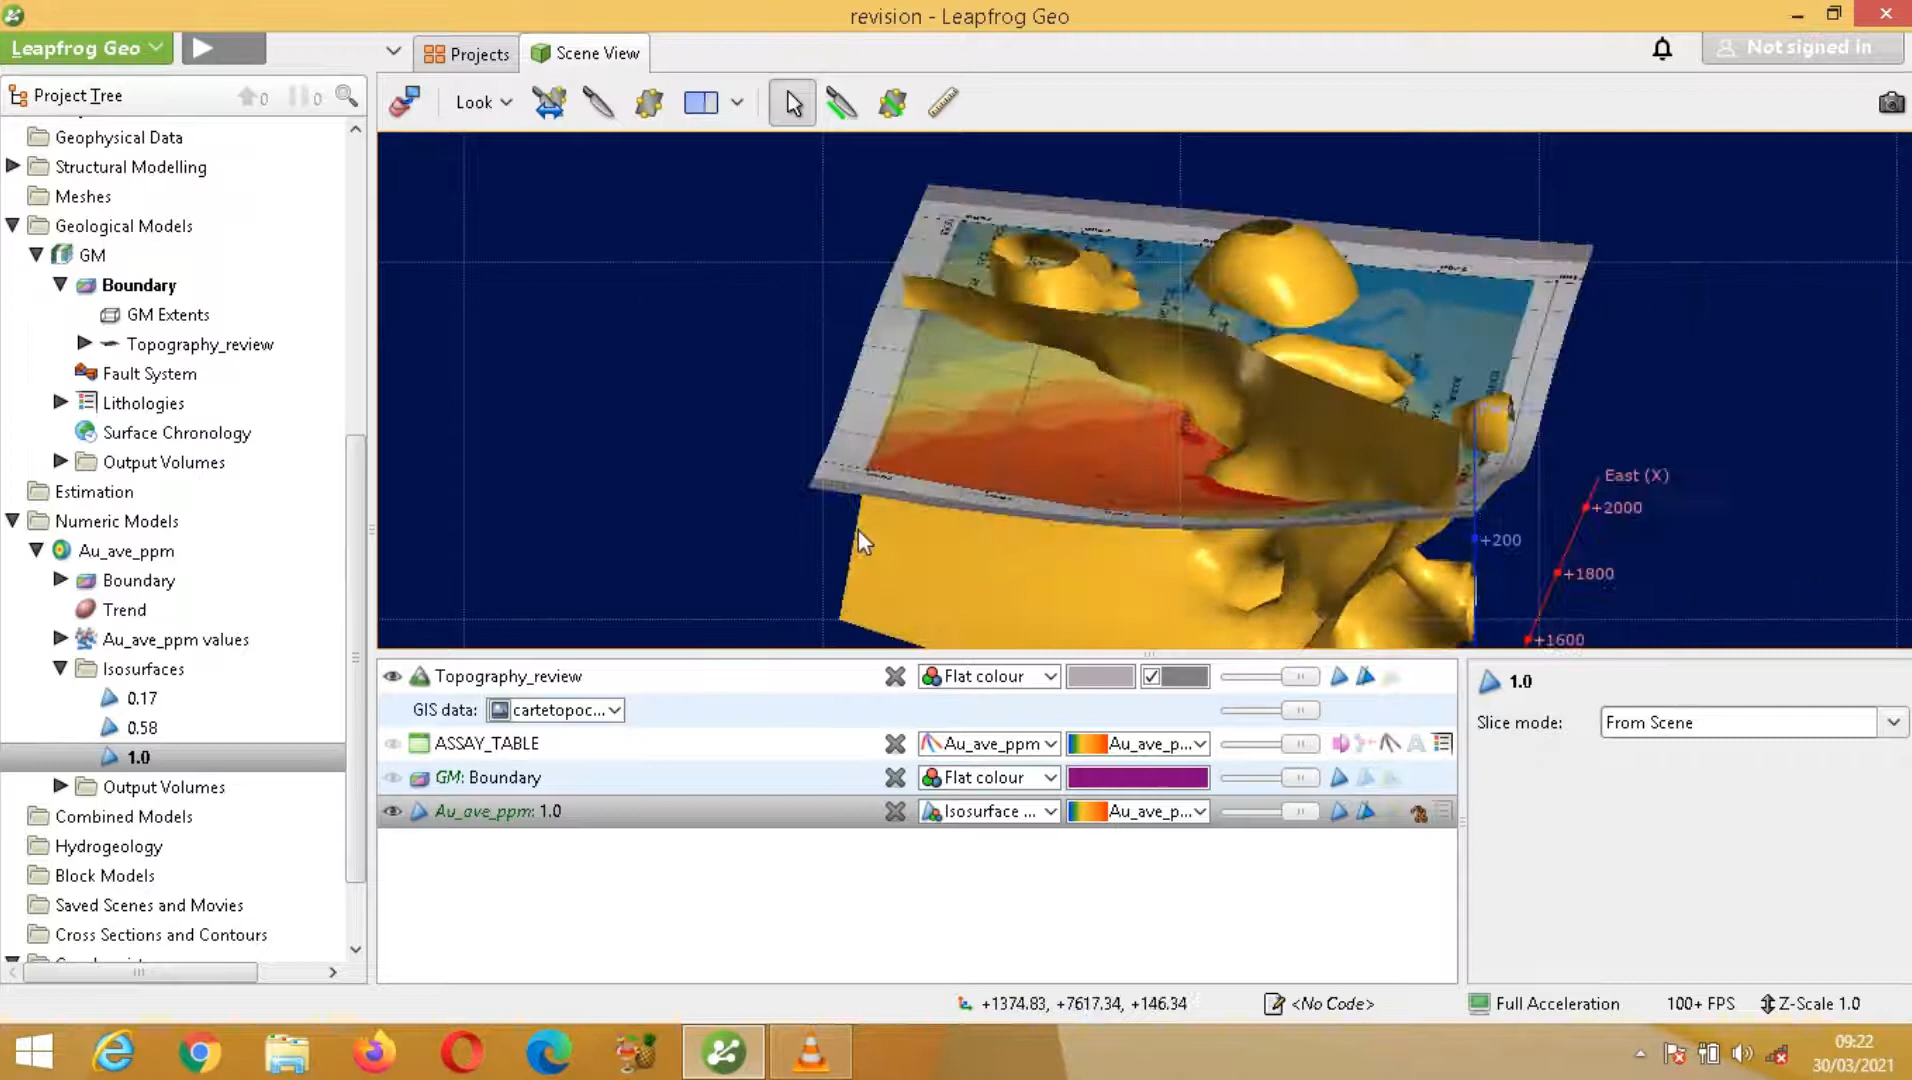 revision - Leapfrog Geo
Leapfrog Geo
Projects
Scene View
Not signed in
Project Tree
0
0
Look
Geophysical Data
Structural Modelling
Meshes
Geological Models
GM
Boundary
GM Extents
Topography_review
Fault System
Lithologies
Surface Chronology
Output Volumes
Estimation
Numeric Models
Au_ave_ppm
Boundary
Trend
Au_ave_ppm values
Isosurfaces
0.17
0.58
1.0
Output Volumes
Combined Models
Hydrogeology
Block Models
Saved Scenes and Movies
Cross Sections and Contours
East (X)
+2000
+200
+1800
+1600
Topography_review
Flat colour
GIS data:
cartetopoc...
ASSAY_TABLE
Au_ave_ppm
Au_ave_p...
GM: Boundary
Flat colour
Au_ave_ppm: 1.0
Isosurface ...
Au_ave_p...
1.0
Slice mode:
From Scene
+1374.83, +7617.34, +146.34
<No Code>
Full Acceleration
100+ FPS
Z-Scale 1.0
09:22
30/03/2021